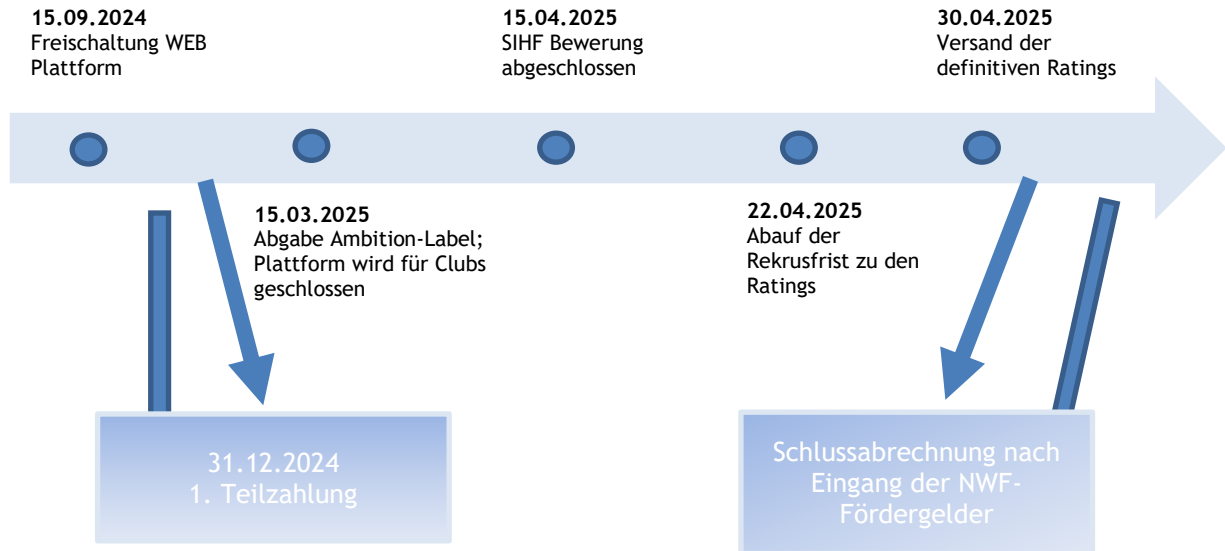 15.09.2024
Freischaltung WEB
Plattform
15.04.2025
SIHF Bewerung
abgeschlossen
30.04.2025
Versand der
definitiven Ratings
15.03.2025
Abgabe Ambition-Label;
Plattform wird für Clubs
geschlossen
22.04.2025
Abauf der
Rekrusfrist zu den
Ratings
31.12.2024
1. Teilzahlung
Schlussabrechnung nach
Eingang der NWF-
Fördergelder